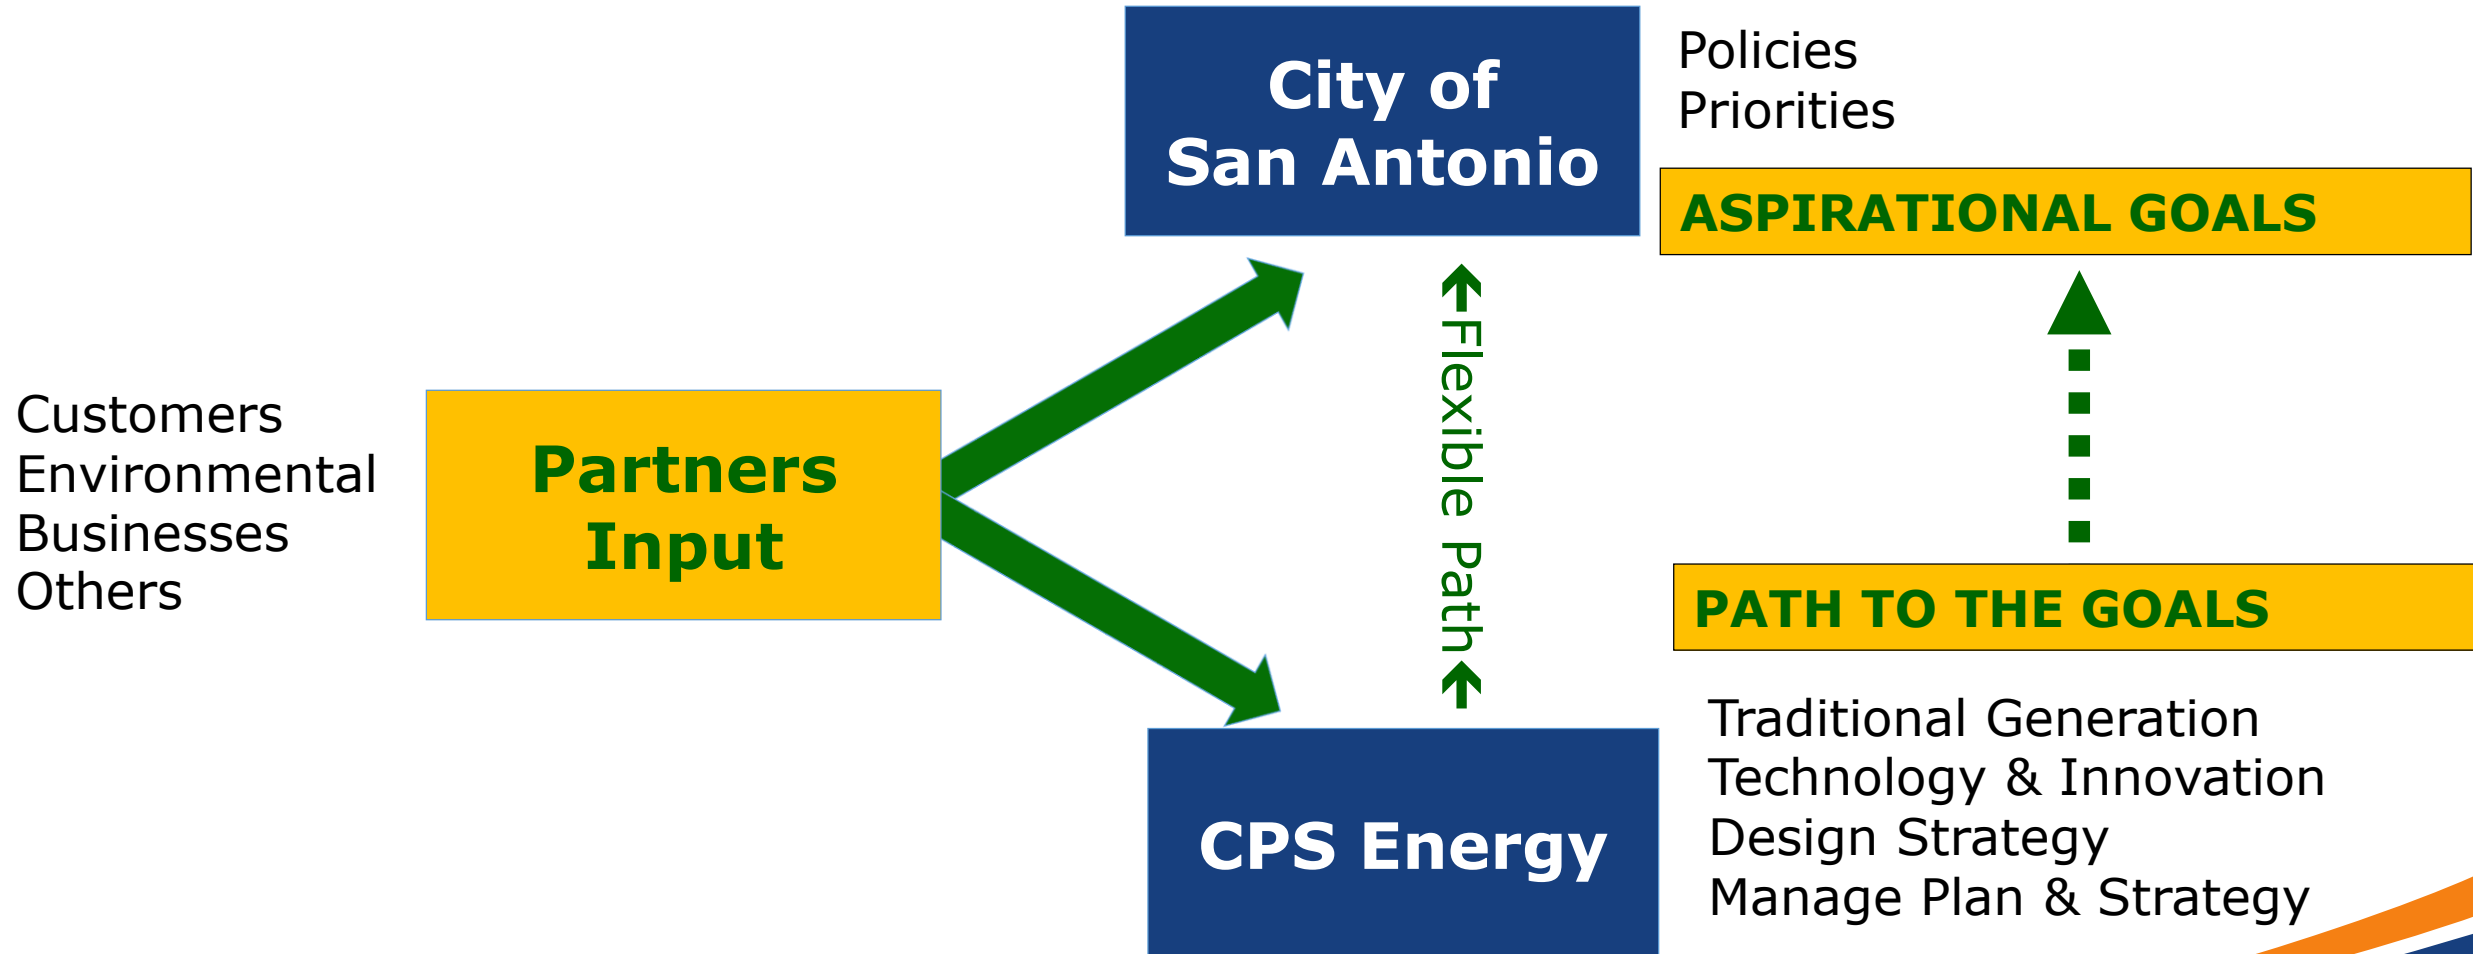 City of
San Antonio
Policies
Priorities
ASPIRATIONAL GOALS
Customers
Environmental
Businesses
Others
Partners
Input
←Flexible Path←
PATH TO THE GOALS
CPS Energy
Traditional Generation
Technology & Innovation
Design Strategy
Manage Plan & Strategy